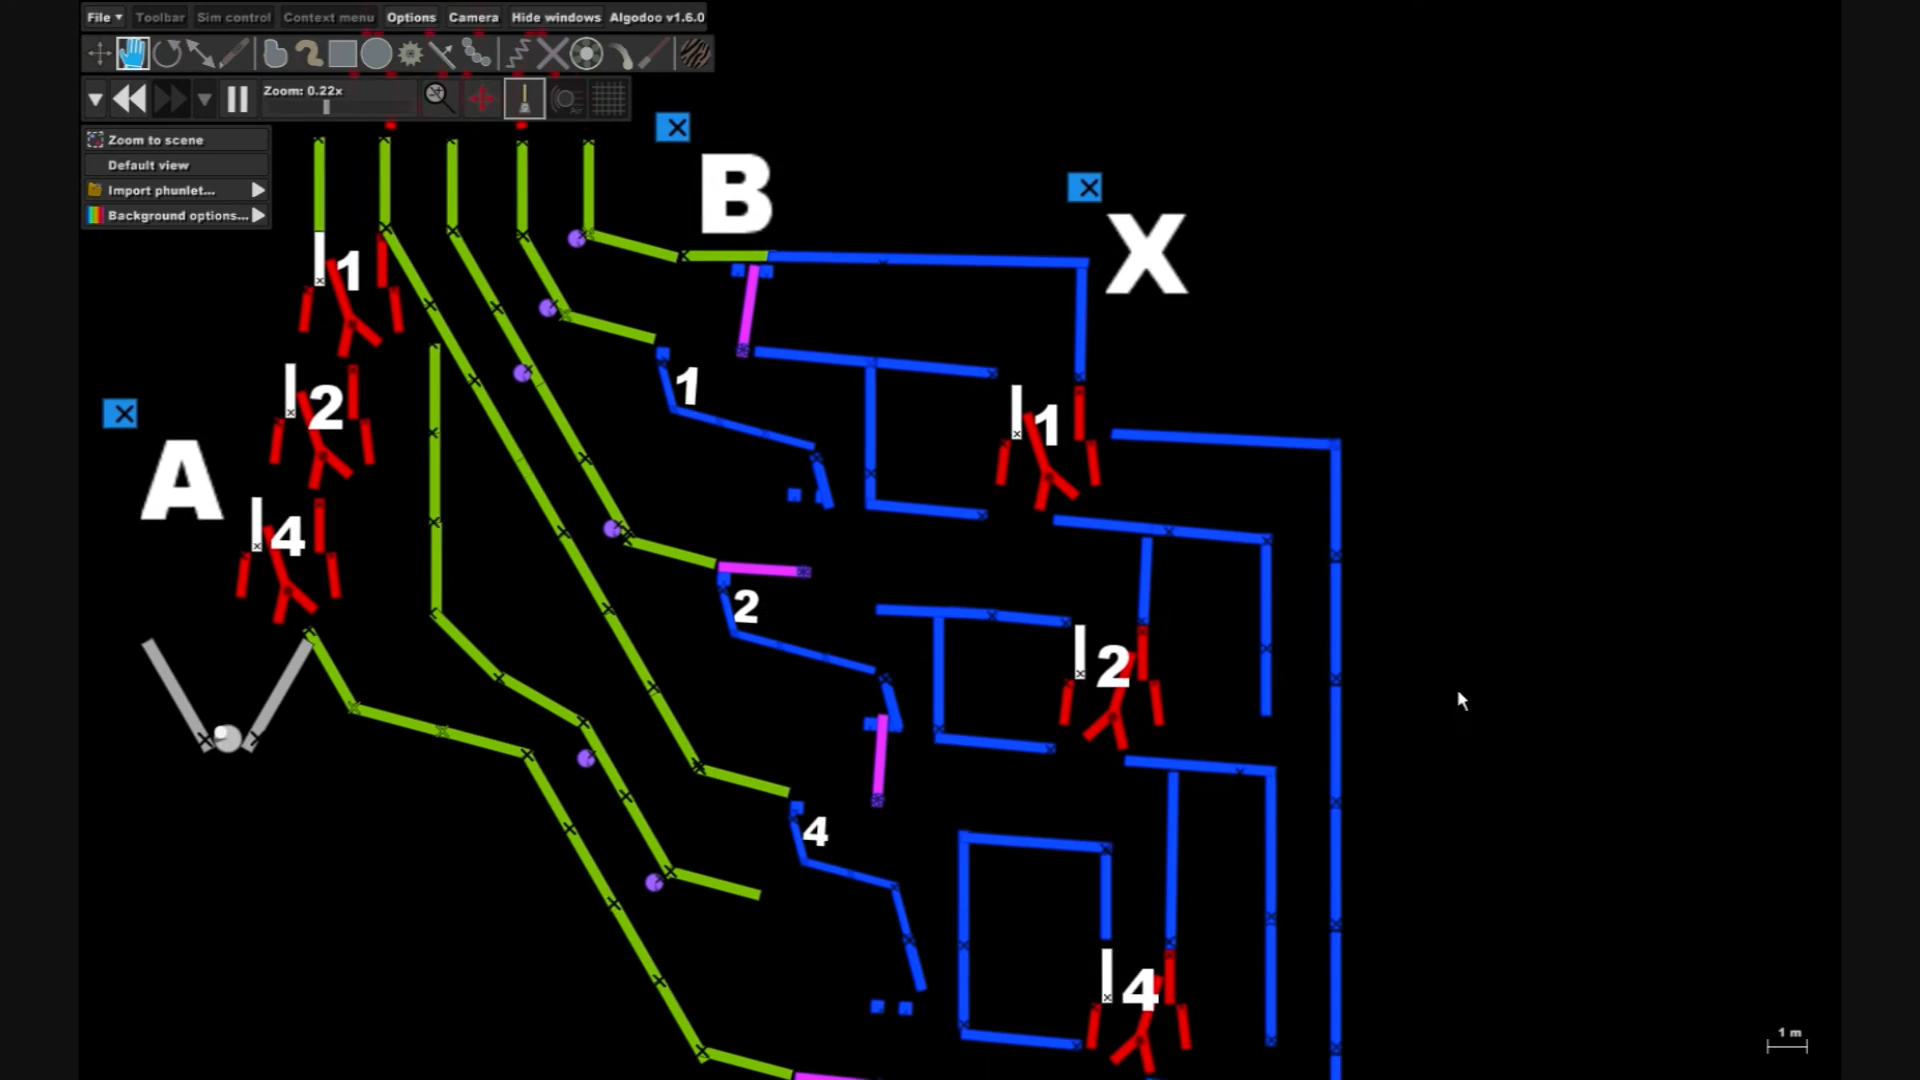 File Toolbar Sim control Context menu Options Camera Hide windows Algodoo v1.6.0
Zoom: 0.22x
Zoom to scene
Default view
Import phunlet...
Background options...
B
X
1
1
1
2
A
4
2
2
4
4
1 m